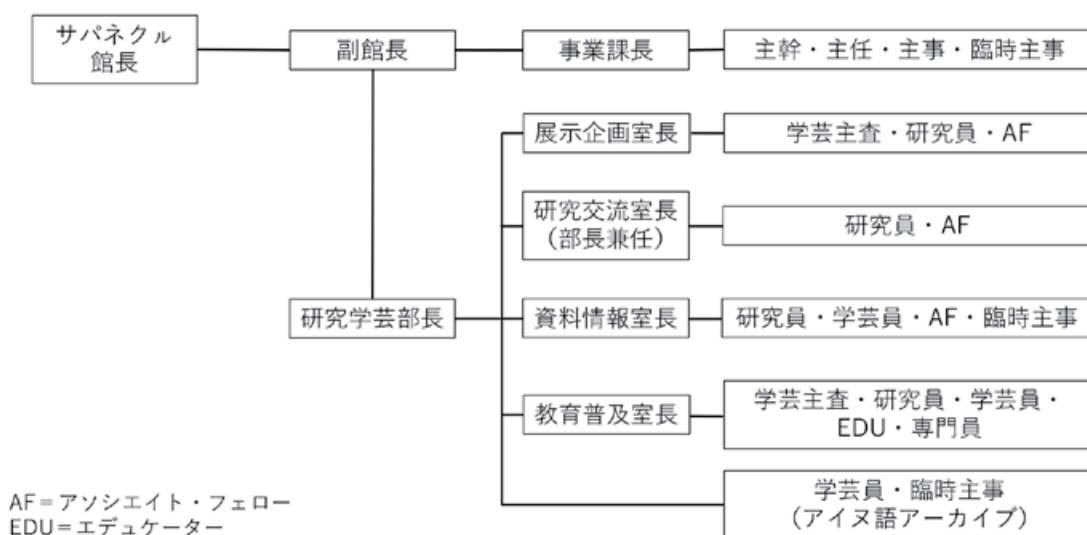 サパネクル
館長
副館長
事業課長
主幹・主任・主事・臨時主事
展示企画室長
学芸主査・研究員・AF
研究交流室長
（部長兼任）
研究員・AF
研究学芸部長
資料情報室長
研究員・学芸員・AF・臨時主事
教育普及室長
学芸主査・研究員・学芸員・
EDU・専門員
学芸員・臨時主事
（アイヌ語アーカイブ）
AF＝アソシエイト・フェロー
EDU＝エデュケーター